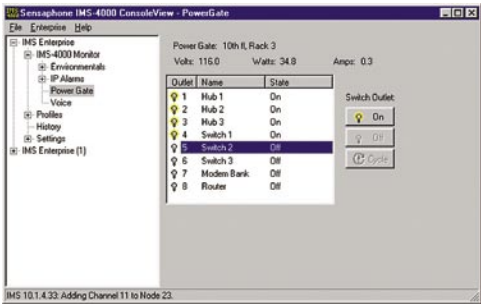 Sensaphone IMS-4000 ConsoleView - PowerGate
File Enterprise Help
IMS Enterprise
IMS-4000 Monitor
Environmentals
IP Alarms
Power Gate
Voice
Profiles
History
Settings
IMS Enterprise (1)
Power Gate: 10th fl, Rack 3
Volts: 116.0 Watts: 34.8 Amps: 0.3
Outlet Name State
1 Hub 1 On
2 Hub 2 On
3 Hub 3 On
4 Switch 1 On
5 Switch 2 Off
6 Switch 3 Off
7 Modem Bank Off
8 Router Off
Switch Outlet:
On
Off
Cycle
IMS 10.1.4.33: Adding Channel 11 to Node 23.